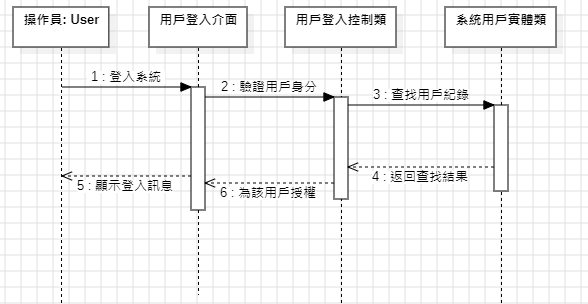 操作員: User
用戶登入介面
用戶登入控制類
系統用戶實體類
1 : 登入系統
2 : 驗證用戶身分
3 : 查找用戶紀錄
4 : 返回查找結果
5 : 顯示登入訊息
6 : 為該用戶授權